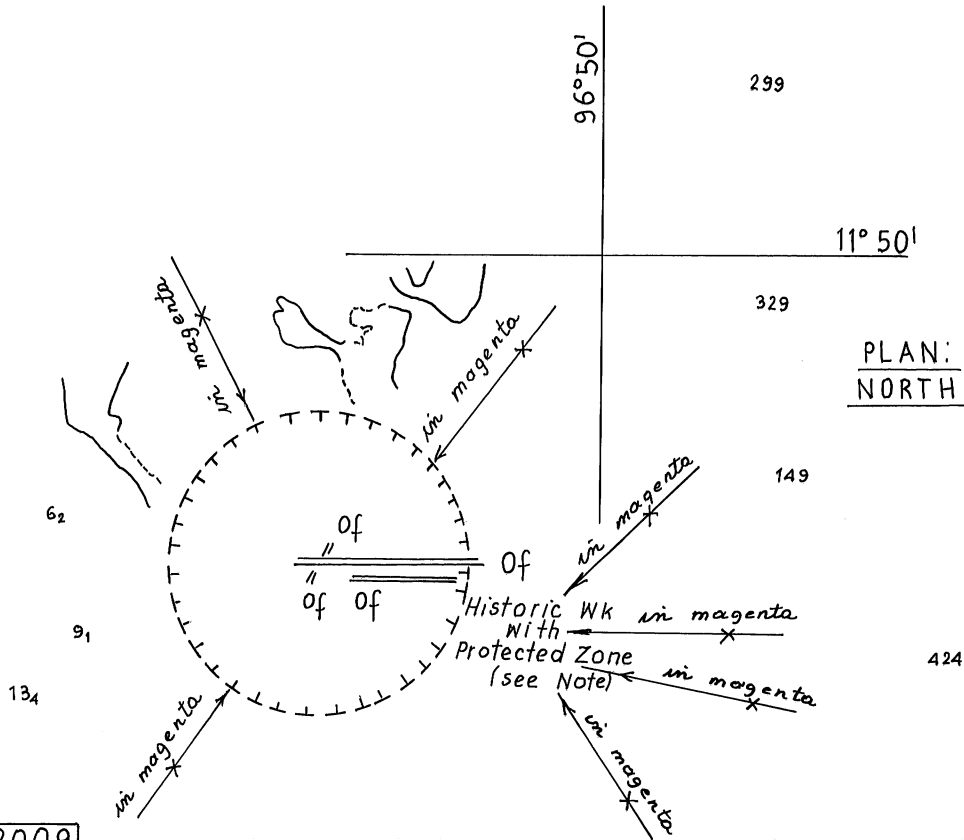 96°50'
299
11° 50'
329
PLAN:
NORTH
in magenta
in magenta
149
in magenta
6₂
Of
Of
Of Of
Historic Wk
with
Protected Zone
(see Note)
in magenta
in magenta
in magenta
9₁
424
13₄
in magenta
2009